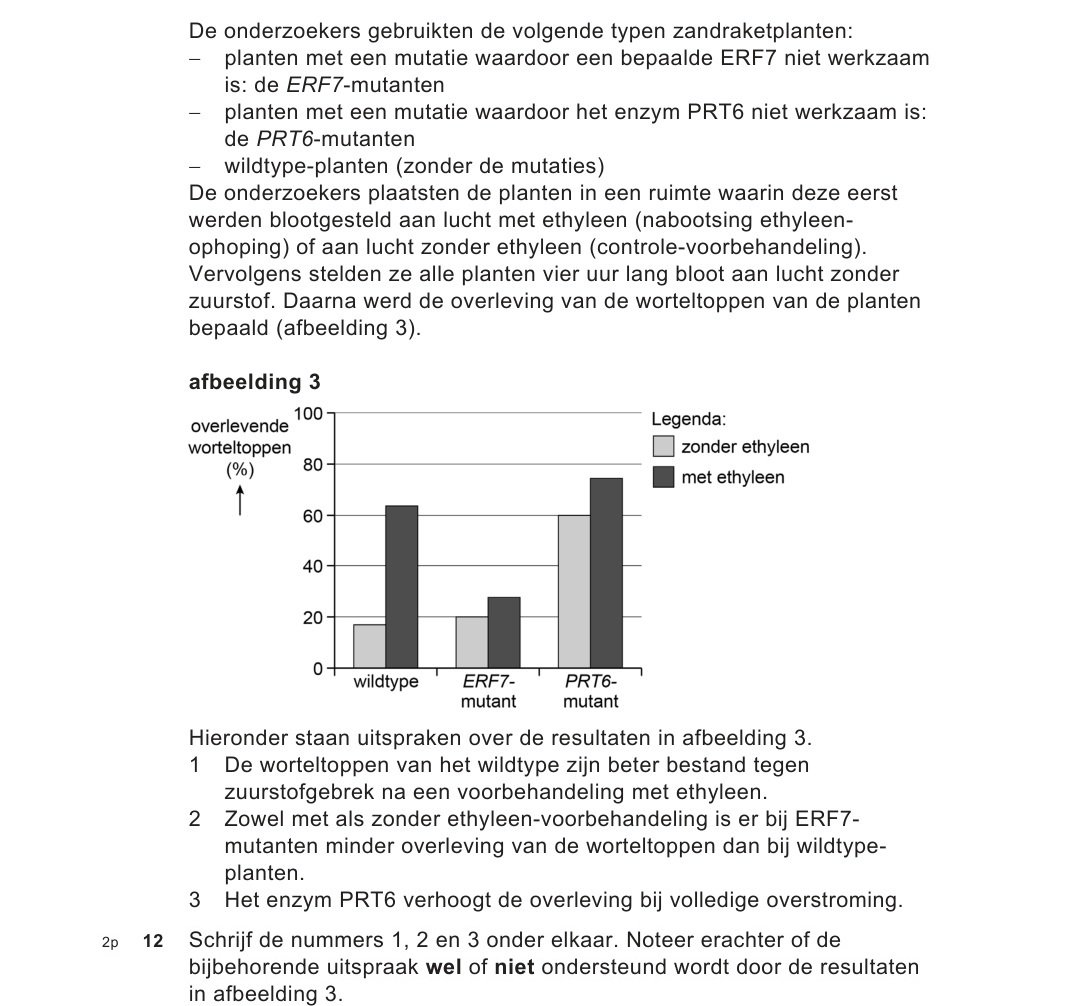 De onderzoekers gebruikten de volgende typen zandraketplanten:
– planten met een mutatie waardoor een bepaalde ERF7 niet werkzaam
is: de ERF7-mutanten
– planten met een mutatie waardoor het enzym PRT6 niet werkzaam is:
de PRT6-mutanten
– wildtype-planten (zonder de mutaties)
De onderzoekers plaatsten de planten in een ruimte waarin deze eerst
werden blootgesteld aan lucht met ethyleen (nabootsing ethyleen-
ophoping) of aan lucht zonder ethyleen (controle-voorbehandeling).
Vervolgens stelden ze alle planten vier uur lang bloot aan lucht zonder
zuurstof. Daarna werd de overleving van de worteltoppen van de planten
bepaald (afbeelding 3).
afbeelding 3
overlevende
worteltoppen
(%)
100
80
60
40
20
0
wildtype
ERF7-
mutant
PRT6-
mutant
Legenda:
zonder ethyleen
met ethyleen
Hieronder staan uitspraken over de resultaten in afbeelding 3.
1 De worteltoppen van het wildtype zijn beter bestand tegen
zuurstofgebrek na een voorbehandeling met ethyleen.
2 Zowel met als zonder ethyleen-voorbehandeling is er bij ERF7-
mutanten minder overleving van de worteltoppen dan bij wildtype-
planten.
3 Het enzym PRT6 verhoogt de overleving bij volledige overstroming.
2p 12 Schrijf de nummers 1, 2 en 3 onder elkaar. Noteer erachter of de
bijbehorende uitspraak wel of niet ondersteund wordt door de resultaten
in afbeelding 3.